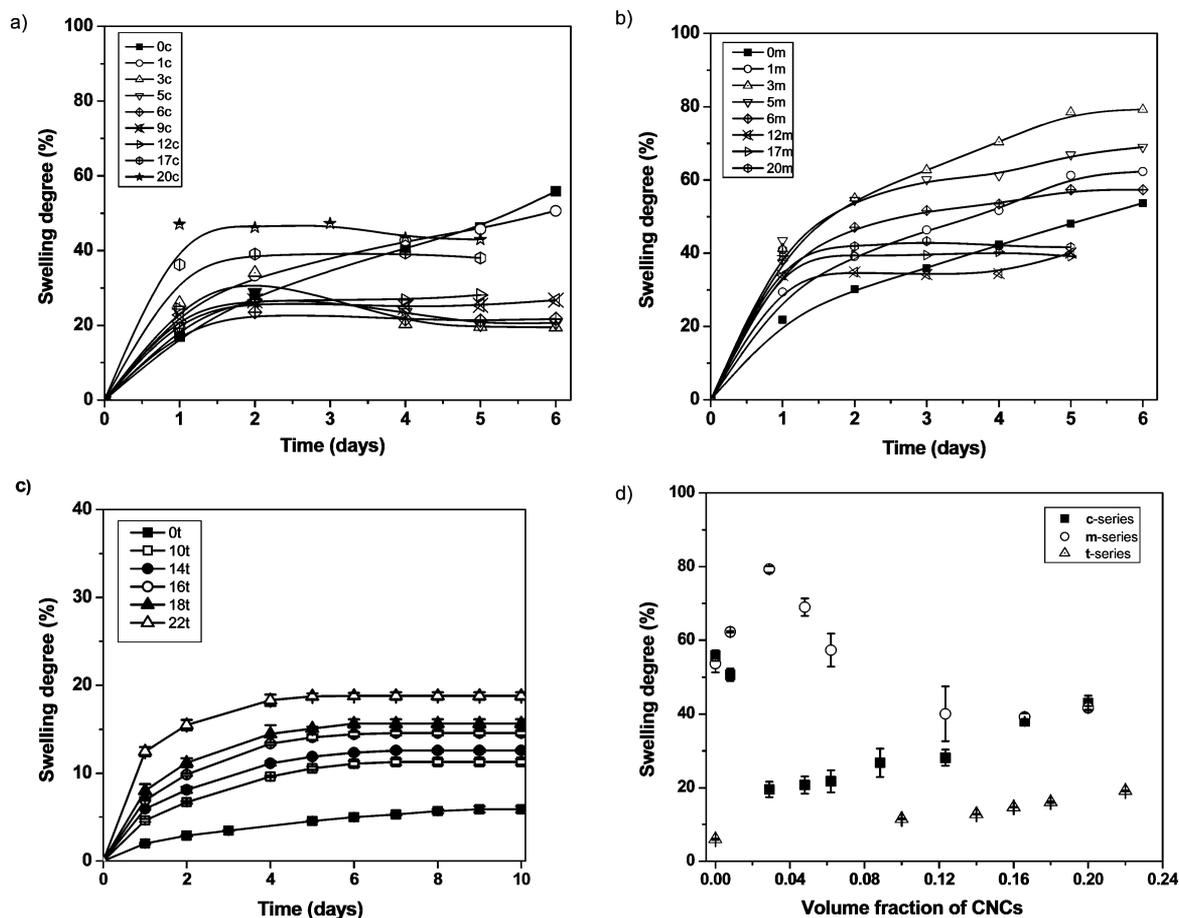 a)
100
80
60
40
20
0
Swelling degree (%)
0c
1c
3c
5c
6c
9c
12c
17c
20c
0 1 2 3 4 5 6
Time (days)
b)
100
80
60
40
20
0
Swelling degree (%)
0m
1m
3m
5m
6m
12m
17m
20m
0 1 2 3 4 5 6
Time (days)
c)
40
30
20
10
0
Swelling degree (%)
0t
10t
14t
16t
18t
22t
0 2 4 6 8 10
Time (days)
d)
100
80
60
40
20
0
Swelling degree (%)
c-series
m-series
t-series
0.00 0.04 0.08 0.12 0.16 0.20 0.24
Volume fraction of CNCs